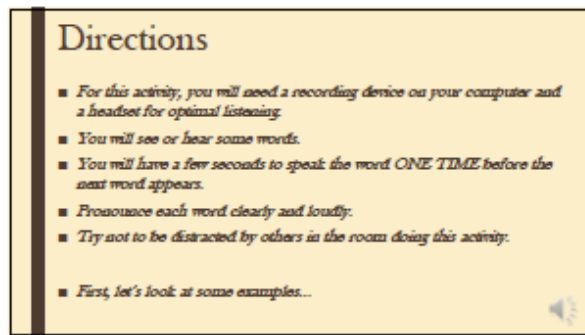 Directions
■ For this activity, you will need a recording device on your computer and
a headset for optimal listening.
■ You will see or hear some words.
■ You will have a few seconds to speak the word ONE TIME before the
next word appears.
■ Pronounce each word clearly and loudly.
■ Try not to be distracted by others in the room doing this activity.
■ First, let's look at some examples...